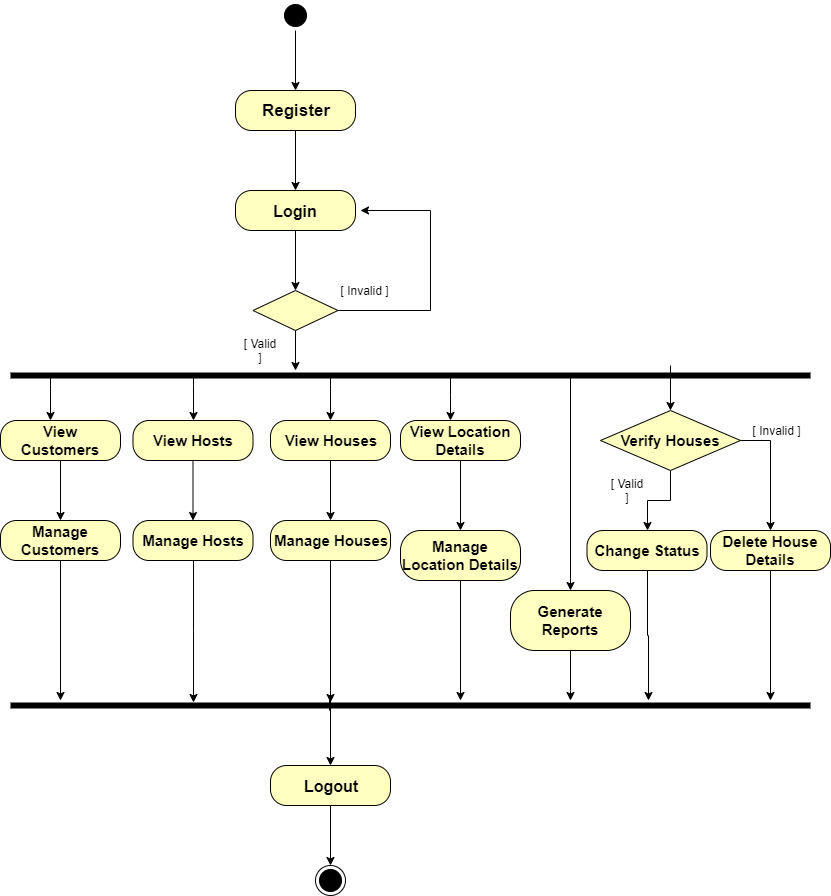 Register
Login
[ Invalid ]
[ Valid
]
View
Customers
View Hosts
View Houses
View Location
Details
Verify Houses
[ Invalid ]
[ Valid
]
Manage
Customers
Manage Hosts
Manage Houses
Manage
Location Details
Change Status
Delete House
Details
Generate
Reports
Logout